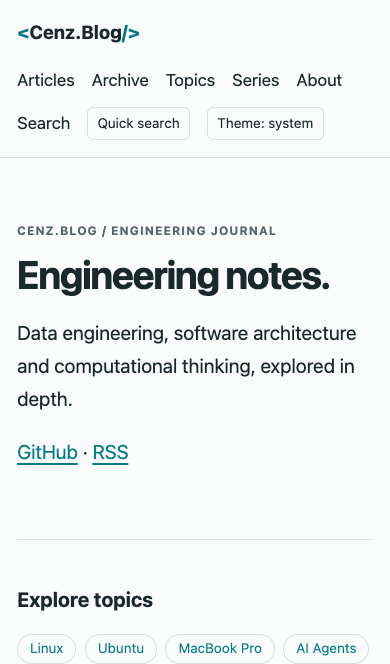 <Cenz.Blog/>
Articles Archive Topics Series About
Search Quick search Theme: system
CENZ.BLOG / ENGINEERING JOURNAL
Engineering notes.
Data engineering, software architecture
and computational thinking, explored in
depth.
GitHub · RSS
Explore topics
Linux Ubuntu MacBook Pro AI Agents